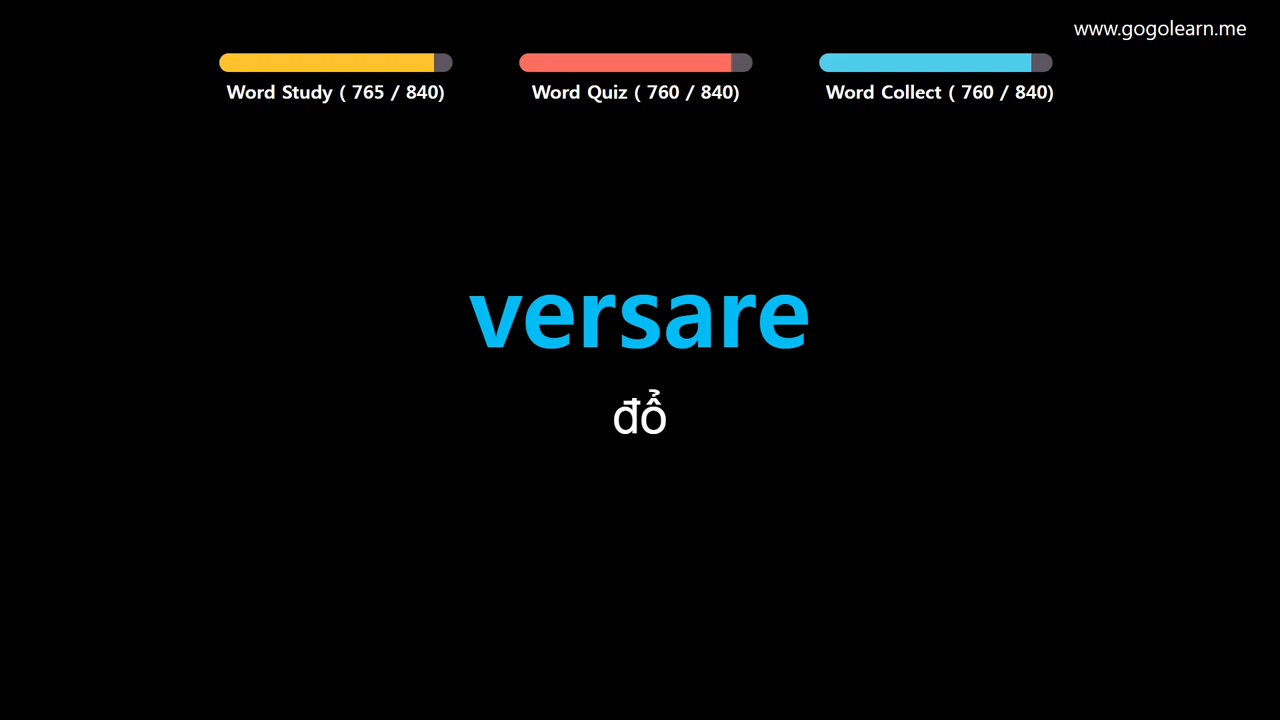 www.gogolearn.me
Word Study ( 765 / 840)
Word Quiz ( 760 / 840)
Word Collect ( 760 / 840)
versare
đổ